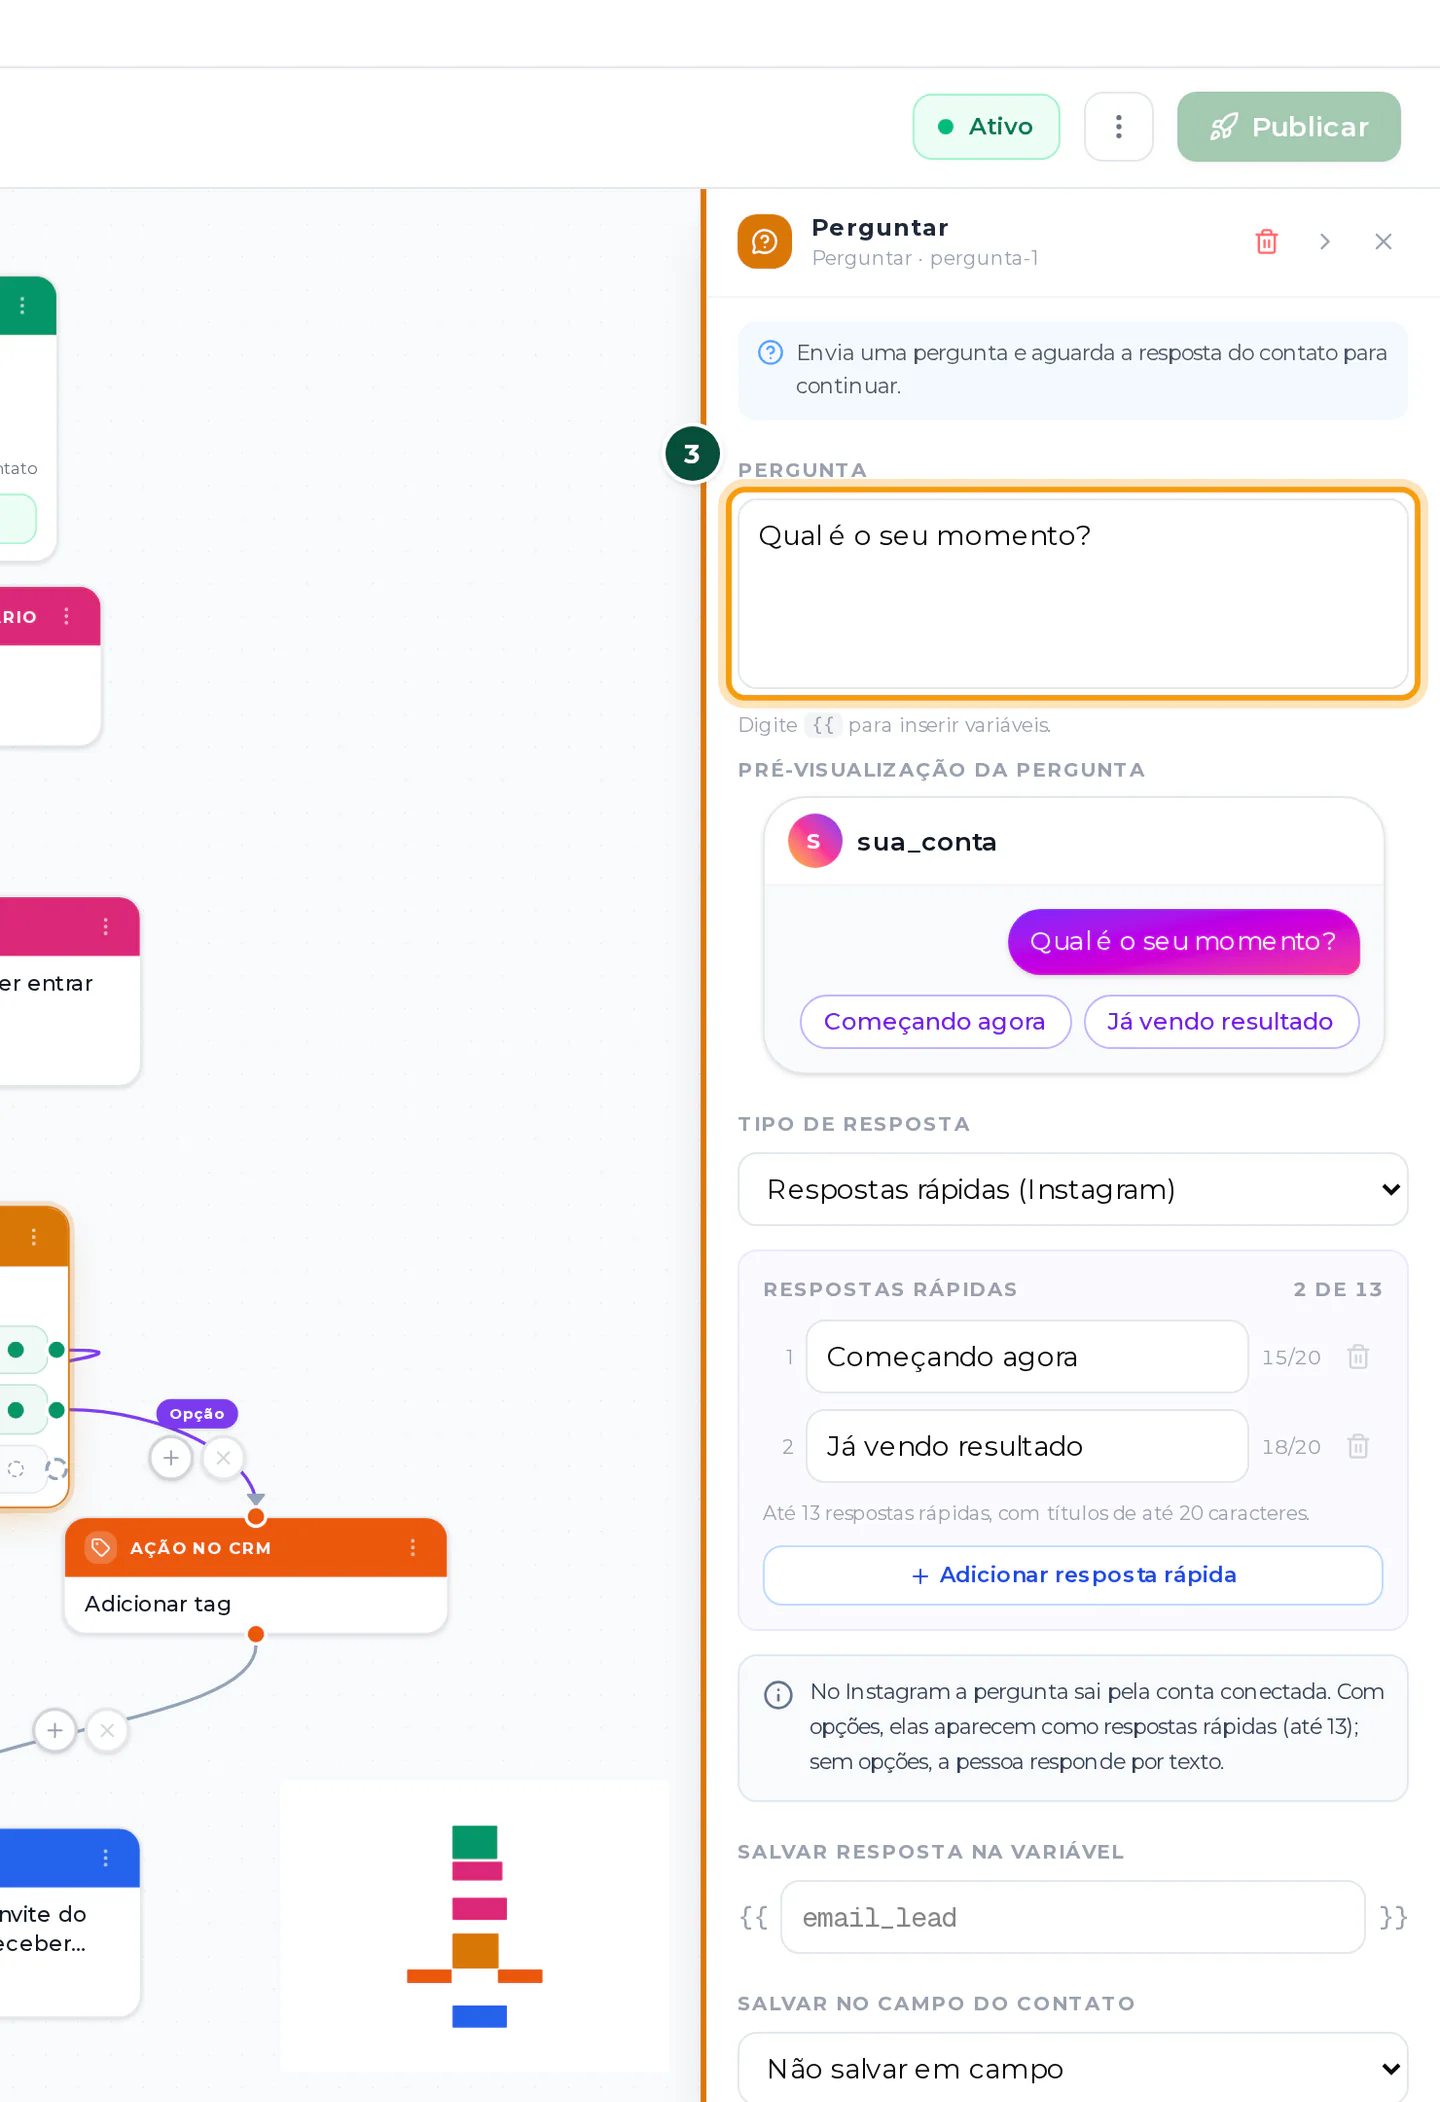 Ativo
Publicar
Perguntar
Perguntar · pergunta-1
Envia uma pergunta e aguarda a resposta do contato para
continuar.
3
PERGUNTA
Qual é o seu momento?
Digite {{ para inserir variáveis.
PRÉ-VISUALIZAÇÃO DA PERGUNTA
S sua_conta
Qual é o seu momento?
Começando agora
Já vendo resultado
TIPO DE RESPOSTA
Respostas rápidas (Instagram)
RESPOSTAS RÁPIDAS
2 DE 13
1 Começando agora 15/20
2 Já vendo resultado 18/20
Até 13 respostas rápidas, com títulos de até 20 caracteres.
+ Adicionar resposta rápida
No Instagram a pergunta sai pela conta conectada. Com
opções, elas aparecem como respostas rápidas (até 13);
sem opções, a pessoa responde por texto.
SALVAR RESPOSTA NA VARIÁVEL
{{ email_lead }}
SALVAR NO CAMPO DO CONTATO
Não salvar em campo
ntato
RIO
er entrar
Opção
AÇÃO NO CRM
Adicionar tag
nvite do
eceber...